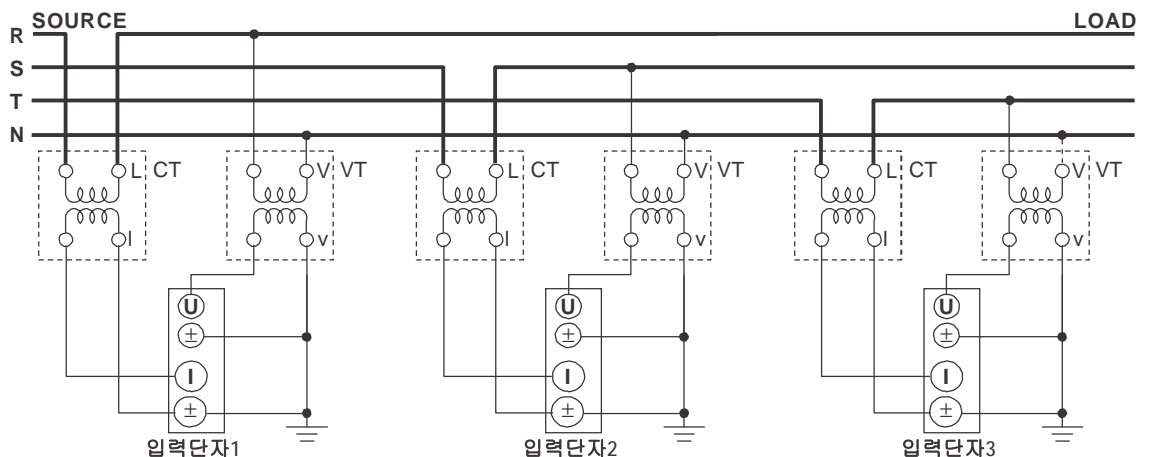 SOURCE LOAD
R
S
T
N
L CT V VT L CT V VT L CT V VT
l v l v l v
U U U
± ± ±
I I I
± ± ±
입력단자1 입력단자2 입력단자3